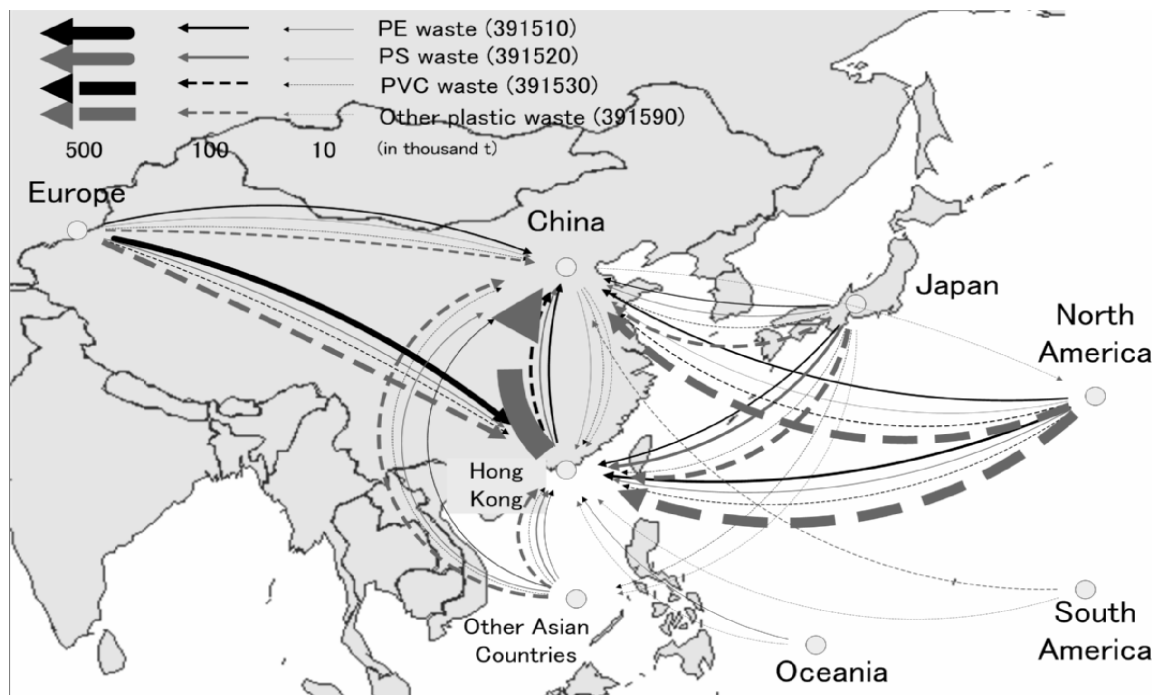 PE waste (391510)
PS waste (391520)
PVC waste (391530)
Other plastic waste (391590)
500 100 10 (in thousand t)
Europe
China
Japan
North
America
Hong
Kong
Other Asian
Countries
Oceania
South
America